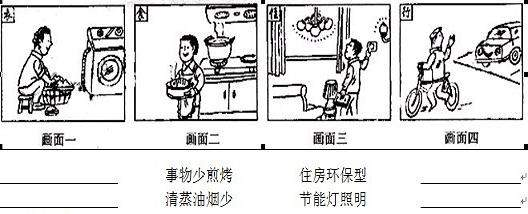 衣 食 住 行
画面一 画面二 画面三 画面四
事物少煎烤 住房环保型
清蒸油烟少 节能灯照明